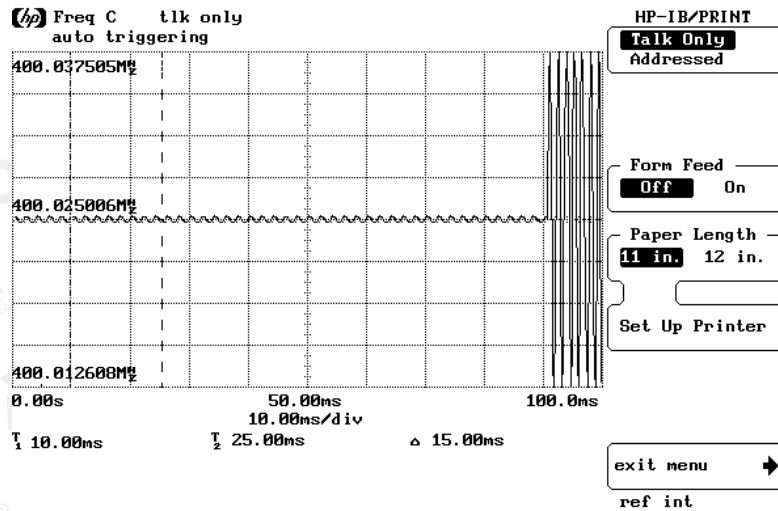 hp Freq C tlk only
auto triggering
400.037505MHz
400.025006MHz
400.012608MHz
0.00s 50.00ms 100.0ms
10.00ms/div
T1 10.00ms T2 25.00ms Δ 15.00ms
HP-IB/PRINT
Talk Only
Addressed
Form Feed
Off On
Paper Length
11 in. 12 in.
Set Up Printer
exit menu
ref int